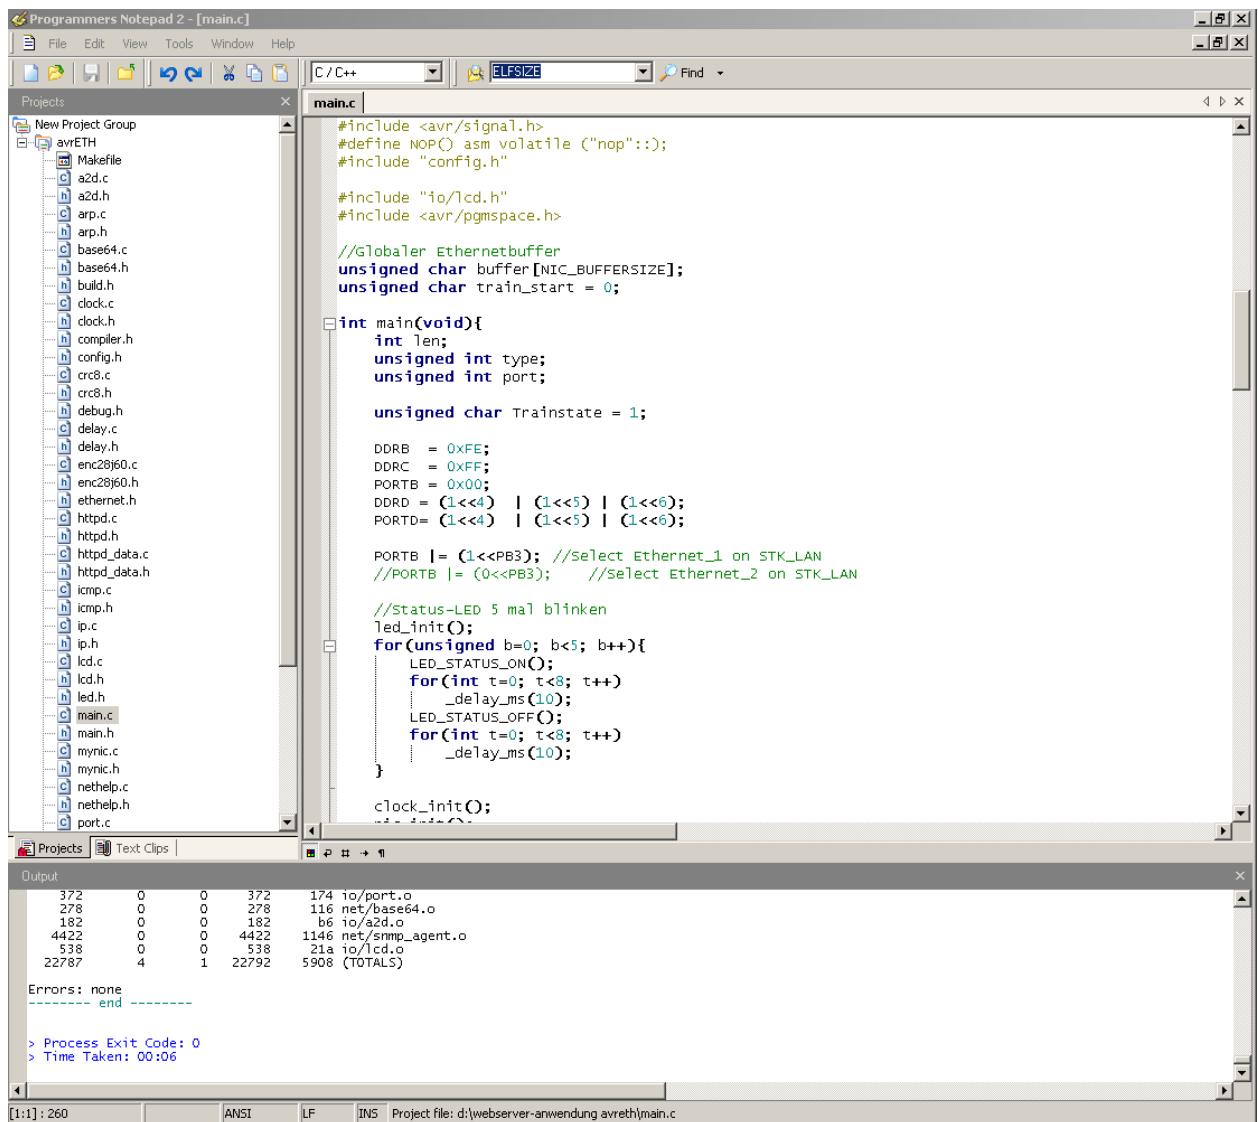 Programmers Notepad 2 - [main.c]
File Edit View Tools Window Help
C / C++ ELFSIZE Find
Projects
New Project Group
avrETH
Makefile
a2d.c
a2d.h
arp.c
arp.h
base64.c
base64.h
build.h
clock.c
clock.h
compiler.h
config.h
crc8.c
crc8.h
debug.h
delay.c
delay.h
enc28j60.c
enc28j60.h
ethernet.h
httpd.c
httpd.h
httpd_data.c
httpd_data.h
icmp.c
icmp.h
ip.c
ip.h
lcd.c
lcd.h
led.h
main.c
main.h
mynic.c
mynic.h
nethelp.c
nethelp.h
port.c
Projects Text Clips
main.c
#include <avr/signal.h>
#define NOP() asm volatile ("nop"::);
#include "config.h"
#include "io/lcd.h"
#include <avr/pgmspace.h>
//Globaler Ethernetbuffer
unsigned char buffer[NIC_BUFFERSIZE];
unsigned char train_start = 0;
int main(void){
int len;
unsigned int type;
unsigned int port;
unsigned char Trainstate = 1;
DDRB = 0xFE;
DDRC = 0xFF;
PORTB = 0x00;
DDRD = (1<<4) | (1<<5) | (1<<6);
PORTD= (1<<4) | (1<<5) | (1<<6);
PORTB |= (1<<PB3); //Select Ethernet_1 on STK_LAN
//PORTB |= (0<<PB3); //Select Ethernet_2 on STK_LAN
//Status-LED 5 mal blinken
led_init();
for(unsigned b=0; b<5; b++){
LED_STATUS_ON();
for(int t=0; t<8; t++)
_delay_ms(10);
LED_STATUS_OFF();
for(int t=0; t<8; t++)
_delay_ms(10);
}
clock_init();
Output
372 0 0 372 174 io/port.o
278 0 0 278 116 net/base64.o
182 0 0 182 b6 io/a2d.o
4422 0 0 4422 1146 net/snmp_agent.o
538 0 0 538 21a io/lcd.o
22787 4 1 22792 5908 (TOTALS)
Errors: none
-------- end --------
> Process Exit Code: 0
> Time Taken: 00:06
[1:1] : 260 ANSI LF INS Project file: d:\webserver-anwendung avreth\main.c